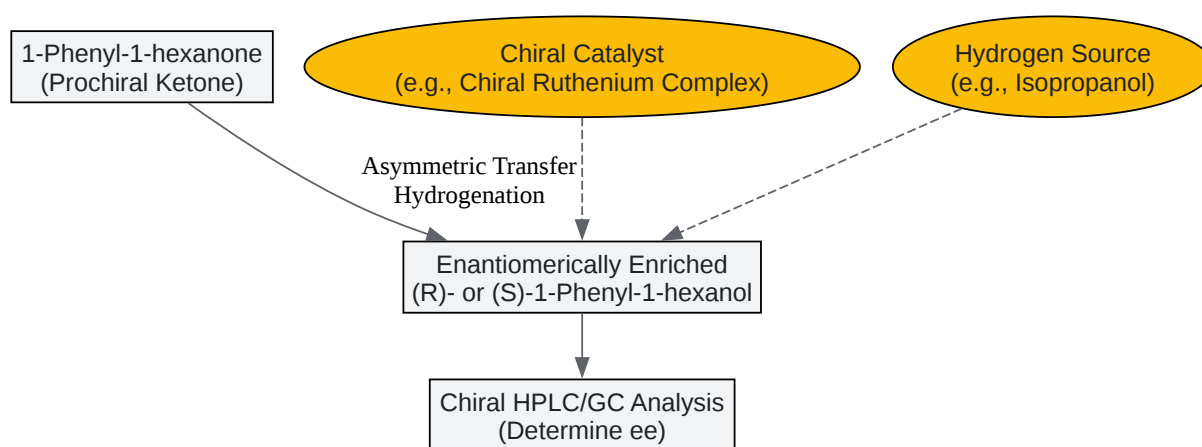 1-Phenyl-1-hexanone
(Prochiral Ketone)
Chiral Catalyst
(e.g., Chiral Ruthenium Complex)
Hydrogen Source
(e.g., Isopropanol)
Asymmetric Transfer
Hydrogenation
Enantiomerically Enriched
(R)- or (S)-1-Phenyl-1-hexanol
Chiral HPLC/GC Analysis
(Determine ee)